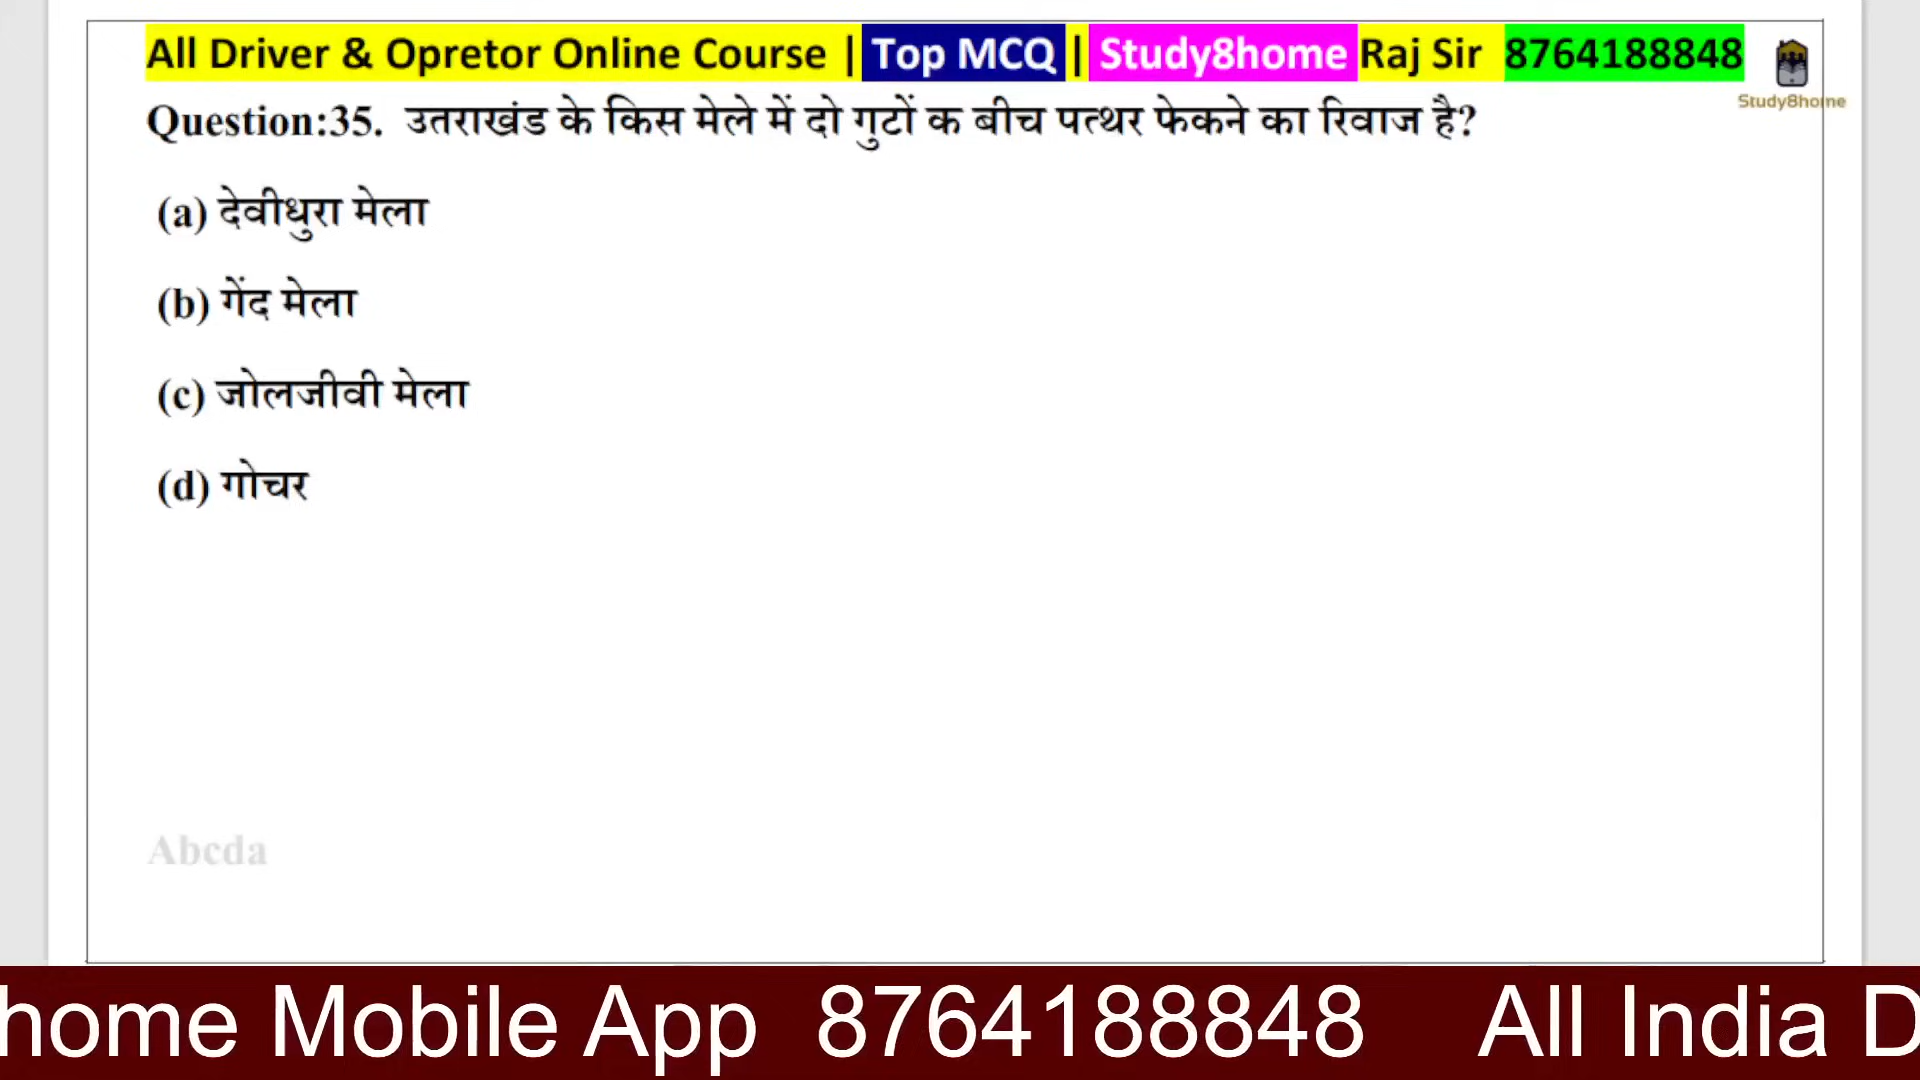 All Driver & Opretor Online Course | Top MCQ | Study8home Raj Sir 8764188848
Study8home
Question:35. उतराखंड के किस मेले में दो गुटों क बीच पत्थर फेकने का रिवाज है?
(a) देवीधुरा मेला
(b) गेंद मेला
(c) जोलजीवी मेला
(d) गोचर
Abcda
home Mobile App 8764188848 All India D